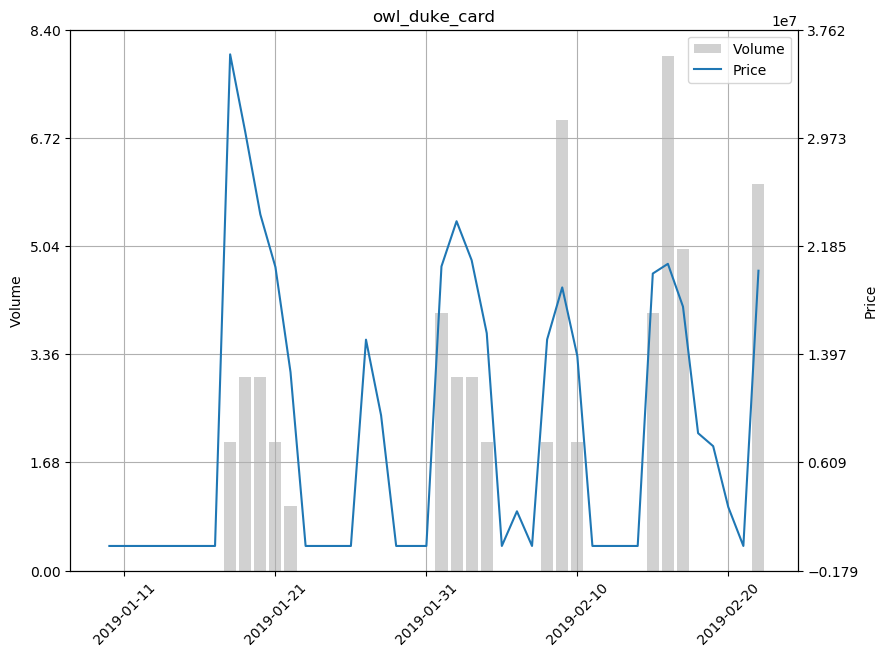 owl_duke_card
1e7
8.40
6.72
5.04
3.36
1.68
0.00
Volume
3.762
2.973
2.185
1.397
0.609
−0.179
Price
Volume
Price
2019-01-11
2019-01-21
2019-01-31
2019-02-10
2019-02-20